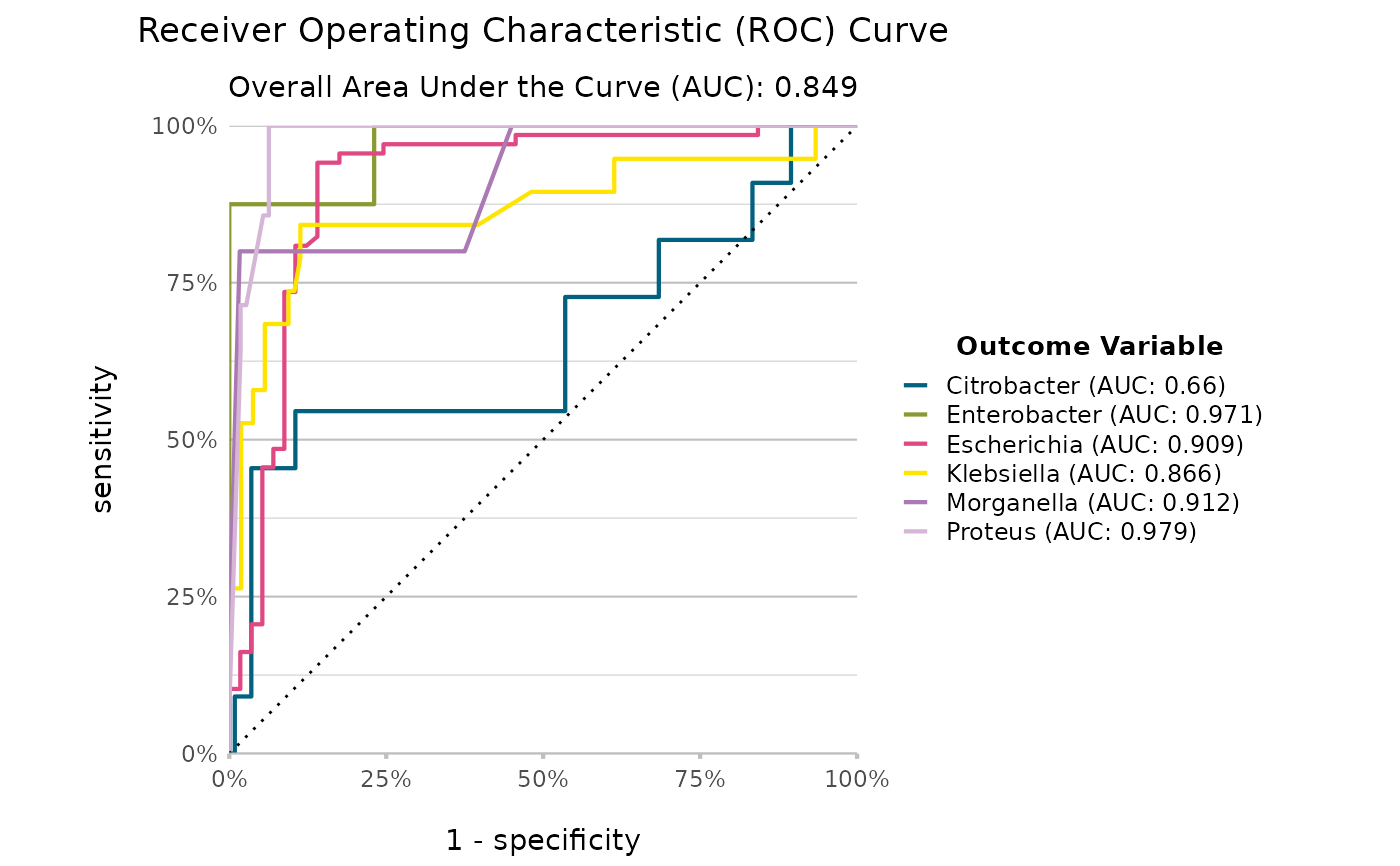 Receiver Operating Characteristic (ROC) Curve
Overall Area Under the Curve (AUC): 0.849
100%
75%
50%
25%
0%
sensitivity
0% 25% 50% 75% 100%
1 - specificity
Outcome Variable
Citrobacter (AUC: 0.66)
Enterobacter (AUC: 0.971)
Escherichia (AUC: 0.909)
Klebsiella (AUC: 0.866)
Morganella (AUC: 0.912)
Proteus (AUC: 0.979)